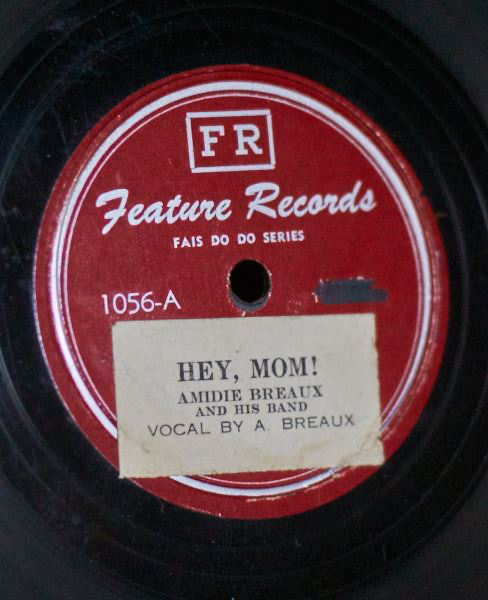 FR
Feature Records
FAIS DO DO SERIES
1056-A
HEY, MOM!
AMIDIE BREAUX
AND HIS BAND
VOCAL BY A. BREAUX